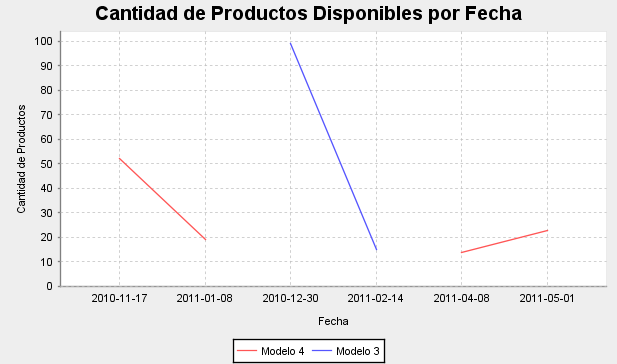 Cantidad de Productos Disponibles por Fecha
100
90
80
70
60
50
40
30
20
10
0
Cantidad de Productos
2010-11-17 2011-01-08 2010-12-30 2011-02-14 2011-04-08 2011-05-01
Fecha
Modelo 4 Modelo 3